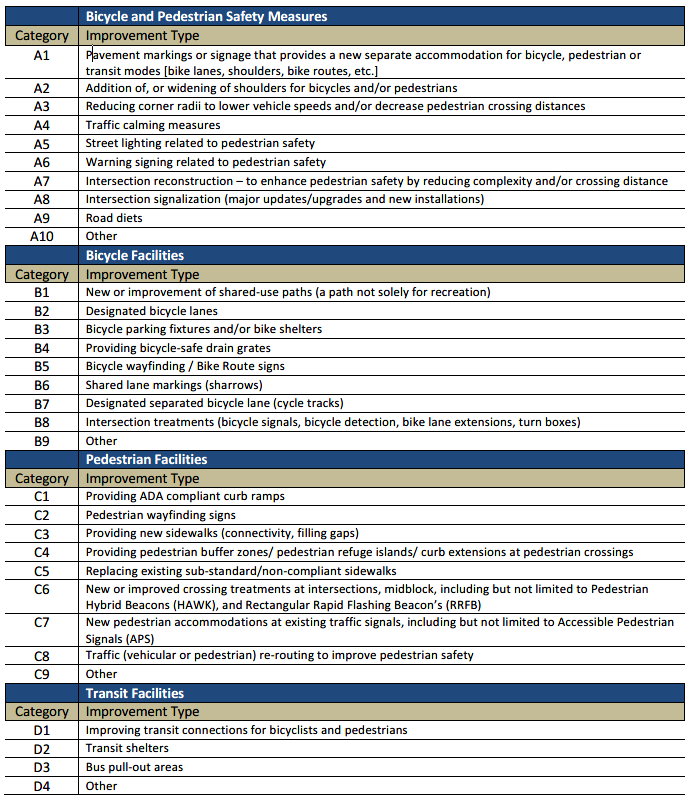 Bicycle and Pedestrian Safety Measures
Category Improvement Type
A1 Pavement markings or signage that provides a new separate accommodation for bicycle, pedestrian or
transit modes [bike lanes, shoulders, bike routes, etc.]
A2 Addition of, or widening of shoulders for bicycles and/or pedestrians
A3 Reducing corner radii to lower vehicle speeds and/or decrease pedestrian crossing distances
A4 Traffic calming measures
A5 Street lighting related to pedestrian safety
A6 Warning signing related to pedestrian safety
A7 Intersection reconstruction – to enhance pedestrian safety by reducing complexity and/or crossing distance
A8 Intersection signalization (major updates/upgrades and new installations)
A9 Road diets
A10 Other
Bicycle Facilities
Category Improvement Type
B1 New or improvement of shared-use paths (a path not solely for recreation)
B2 Designated bicycle lanes
B3 Bicycle parking fixtures and/or bike shelters
B4 Providing bicycle-safe drain grates
B5 Bicycle wayfinding / Bike Route signs
B6 Shared lane markings (sharrows)
B7 Designated separated bicycle lane (cycle tracks)
B8 Intersection treatments (bicycle signals, bicycle detection, bike lane extensions, turn boxes)
B9 Other
Pedestrian Facilities
Category Improvement Type
C1 Providing ADA compliant curb ramps
C2 Pedestrian wayfinding signs
C3 Providing new sidewalks (connectivity, filling gaps)
C4 Providing pedestrian buffer zones/ pedestrian refuge islands/ curb extensions at pedestrian crossings
C5 Replacing existing sub-standard/non-compliant sidewalks
C6 New or improved crossing treatments at intersections, midblock, including but not limited to Pedestrian
Hybrid Beacons (HAWK), and Rectangular Rapid Flashing Beacon's (RRFB)
C7 New pedestrian accommodations at existing traffic signals, including but not limited to Accessible Pedestrian
Signals (APS)
C8 Traffic (vehicular or pedestrian) re-routing to improve pedestrian safety
C9 Other
Transit Facilities
Category Improvement Type
D1 Improving transit connections for bicyclists and pedestrians
D2 Transit shelters
D3 Bus pull-out areas
D4 Other